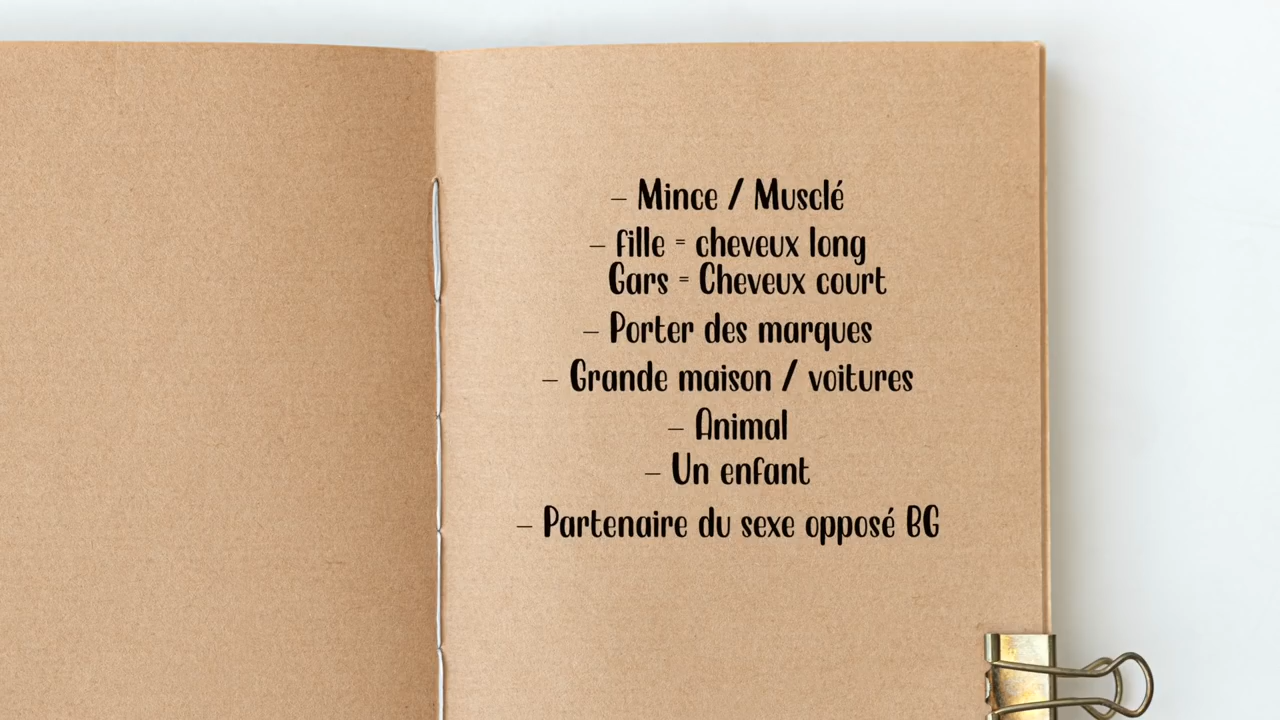 – Mince / Musclé
– fille = cheveux long
Gars = Cheveux court
– Porter des marques
– Grande maison / voitures
– Animal
– Un enfant
– Partenaire du sexe opposé BG